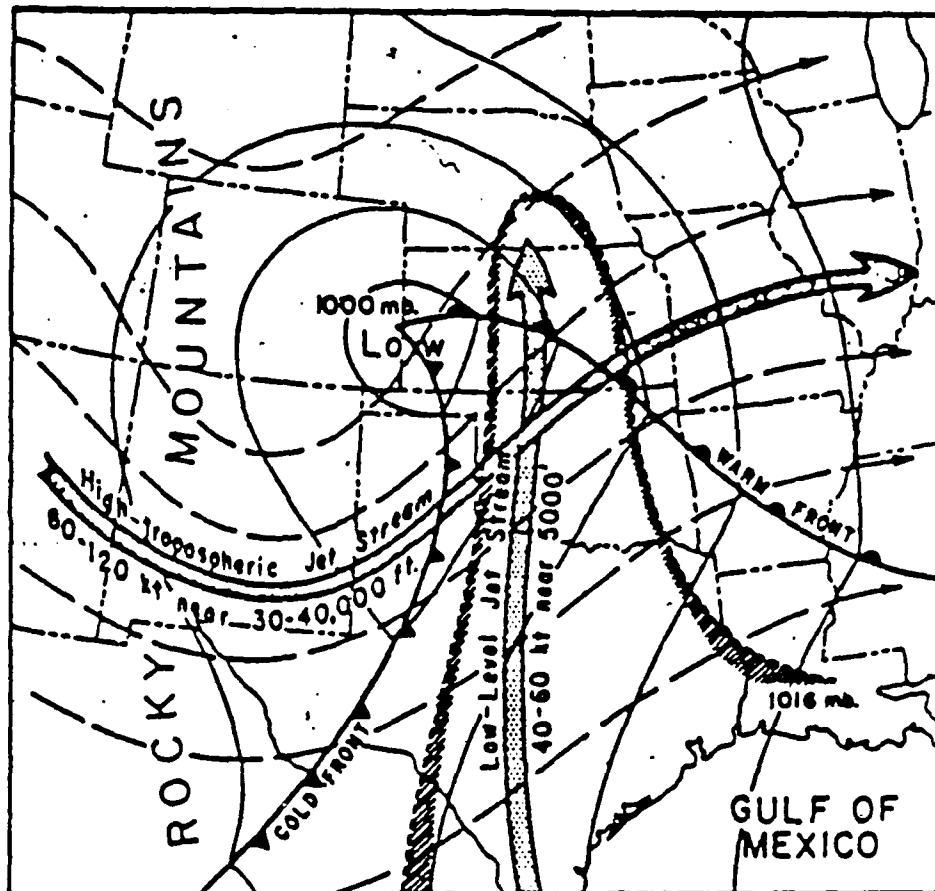 ROCKY MOUNTAINS
1000 mb.
Low
High-Tropospheric Jet Stream
80-120 kt near 30-40,000 ft.
Low-Level Jet Stream
40-60 kt near 5000'
WARM FRONT
COLD FRONT
1016 mb.
GULF OF
MEXICO